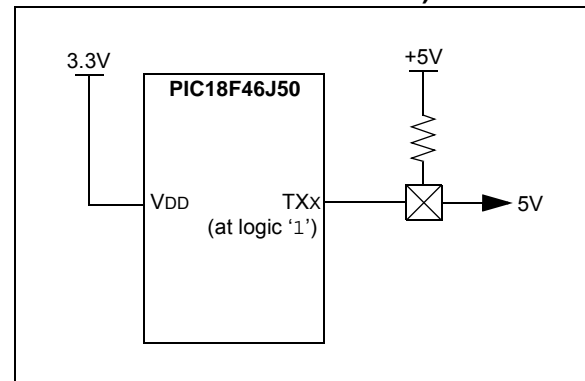 3.3V
+5V
PIC18F46J50
VDD
TXX
(at logic ‘1’)
5V